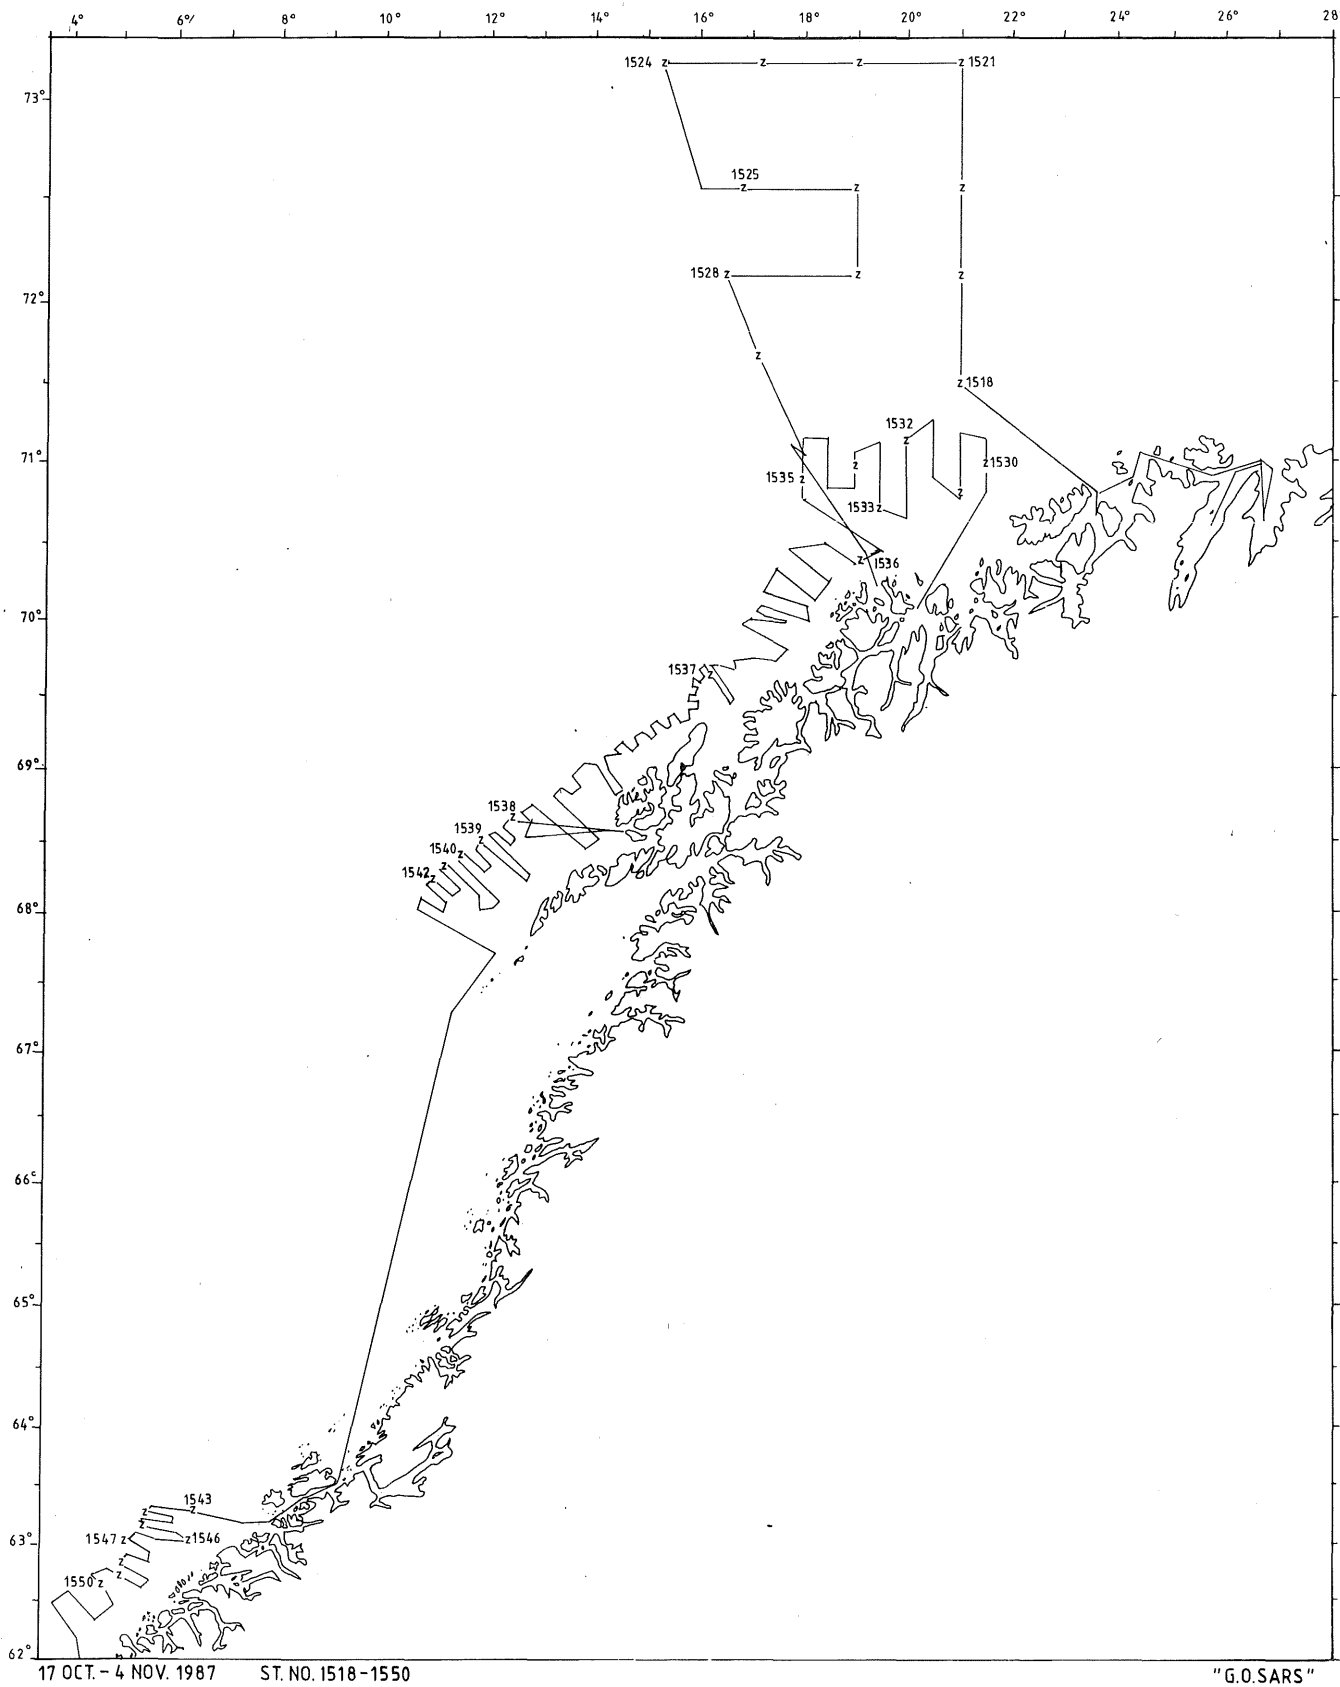 4° 6° 8° 10° 12° 14° 16° 18° 20° 22° 24° 26° 28
1524 z z z z 1521
73°
1525
z z z
1528 z z z
72°
z
z 1518
1532
z
71°
z z 1530
1535 z
z
1533 z
z
1536
70°
1537 z
69°
1538
z
1539
z
1540 z
z
1542 z
68°
67°
66°
65°
64°
1543
z z
z
63°
1547 z z 1546
z
z
1550 z
62°
17 OCT. - 4 NOV. 1987 ST. NO. 1518-1550 "G.O.SARS"